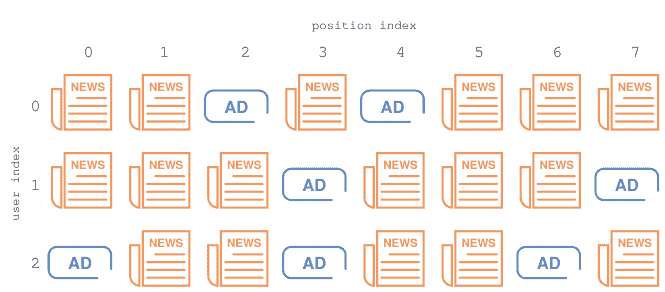 position index
0 1 2 3 4 5 6 7
0 NEWS NEWS AD NEWS AD NEWS NEWS NEWS
user index
1 NEWS NEWS NEWS AD NEWS NEWS NEWS AD
2 AD NEWS NEWS AD NEWS NEWS AD NEWS